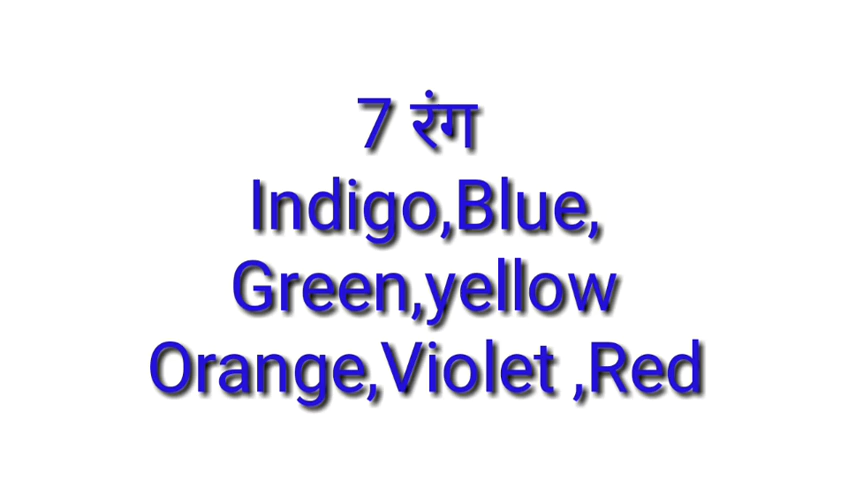 7 रंग
Indigo,Blue,
Green,yellow
Orange,Violet ,Red